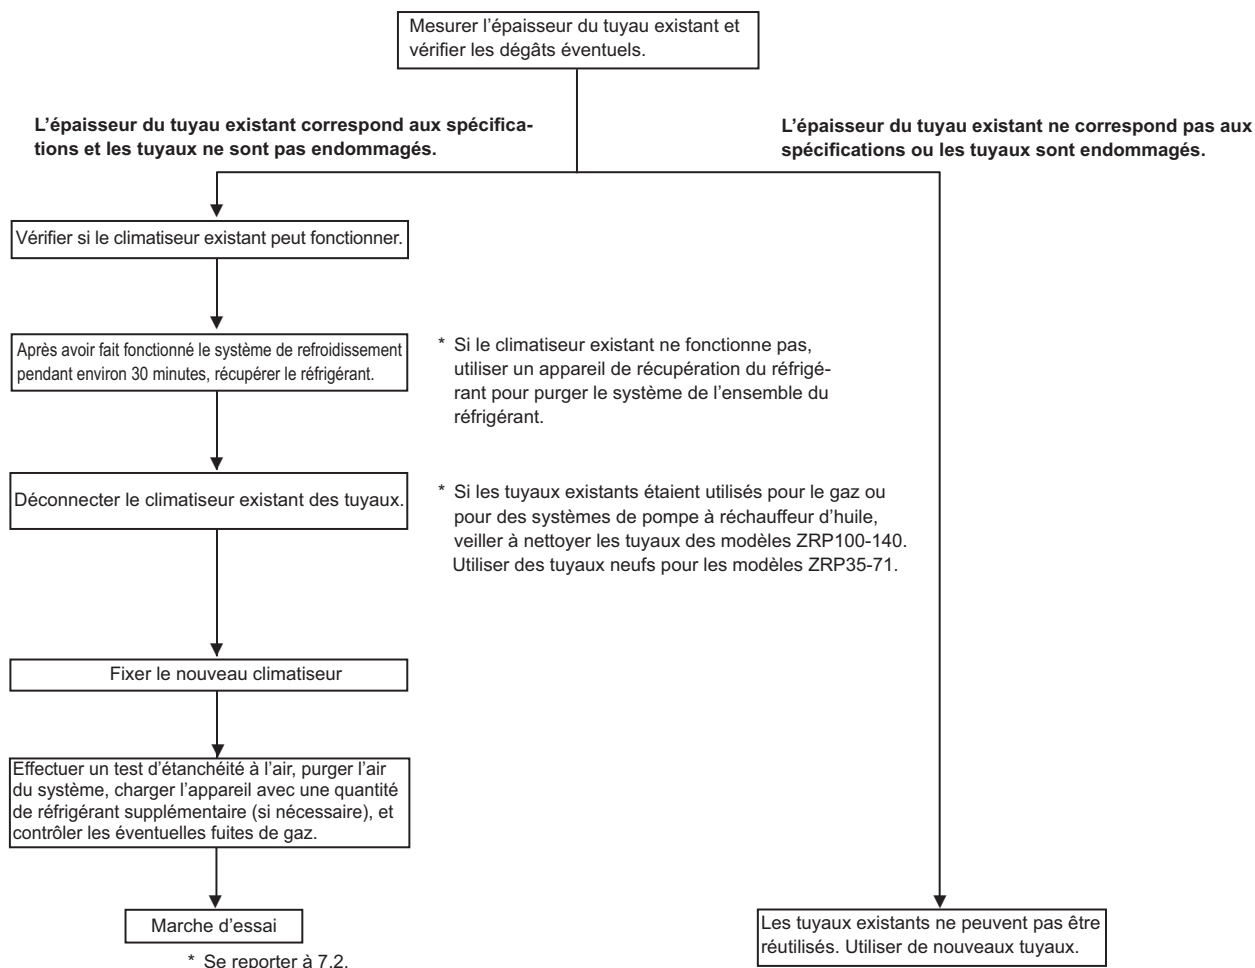 Mesurer l’épaisseur du tuyau existant et
vérifier les dégâts éventuels.
L’épaisseur du tuyau existant correspond aux spécifica-
tions et les tuyaux ne sont pas endommagés.
L’épaisseur du tuyau existant ne correspond pas aux
spécifications ou les tuyaux sont endommagés.
Vérifier si le climatiseur existant peut fonctionner.
Après avoir fait fonctionné le système de refroidissement
pendant environ 30 minutes, récupérer le réfrigérant.
* Si le climatiseur existant ne fonctionne pas,
utiliser un appareil de récupération du réfrigé-
rant pour purger le système de l’ensemble du
réfrigérant.
Déconnecter le climatiseur existant des tuyaux.
* Si les tuyaux existants étaient utilisés pour le gaz ou
pour des systèmes de pompe à réchauffeur d’huile,
veiller à nettoyer les tuyaux des modèles ZRP100-140.
Utiliser des tuyaux neufs pour les modèles ZRP35-71.
Fixer le nouveau climatiseur
Effectuer un test d’étanchéité à l’air, purger l’air
du système, charger l’appareil avec une quantité
de réfrigérant supplémentaire (si nécessaire), et
contrôler les éventuelles fuites de gaz.
Marche d’essai
* Se reporter à 7.2.
Les tuyaux existants ne peuvent pas être
réutilisés. Utiliser de nouveaux tuyaux.